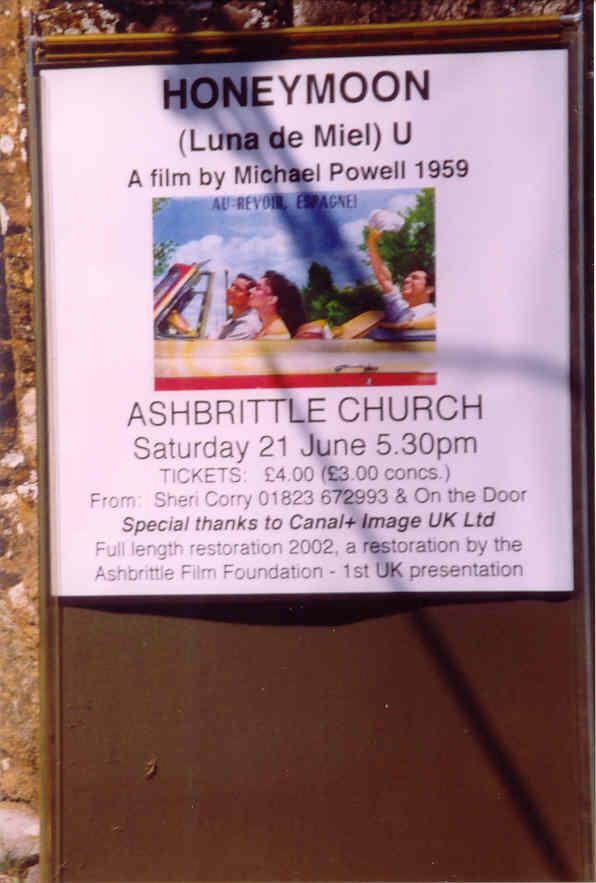 HONEYMOON
(Luna de Miel) U
A film by Michael Powell 1959
AU-REVOIR, ESPAGNE!
ASHBRITTLE CHURCH
Saturday 21 June 5.30pm
TICKETS: £4.00 (£3.00 concs.)
From: Sheri Corry 01823 672993 & On the Door
Special thanks to Canal+ Image UK Ltd
Full length restoration 2002, a restoration by the
Ashbrittle Film Foundation - 1st UK presentation